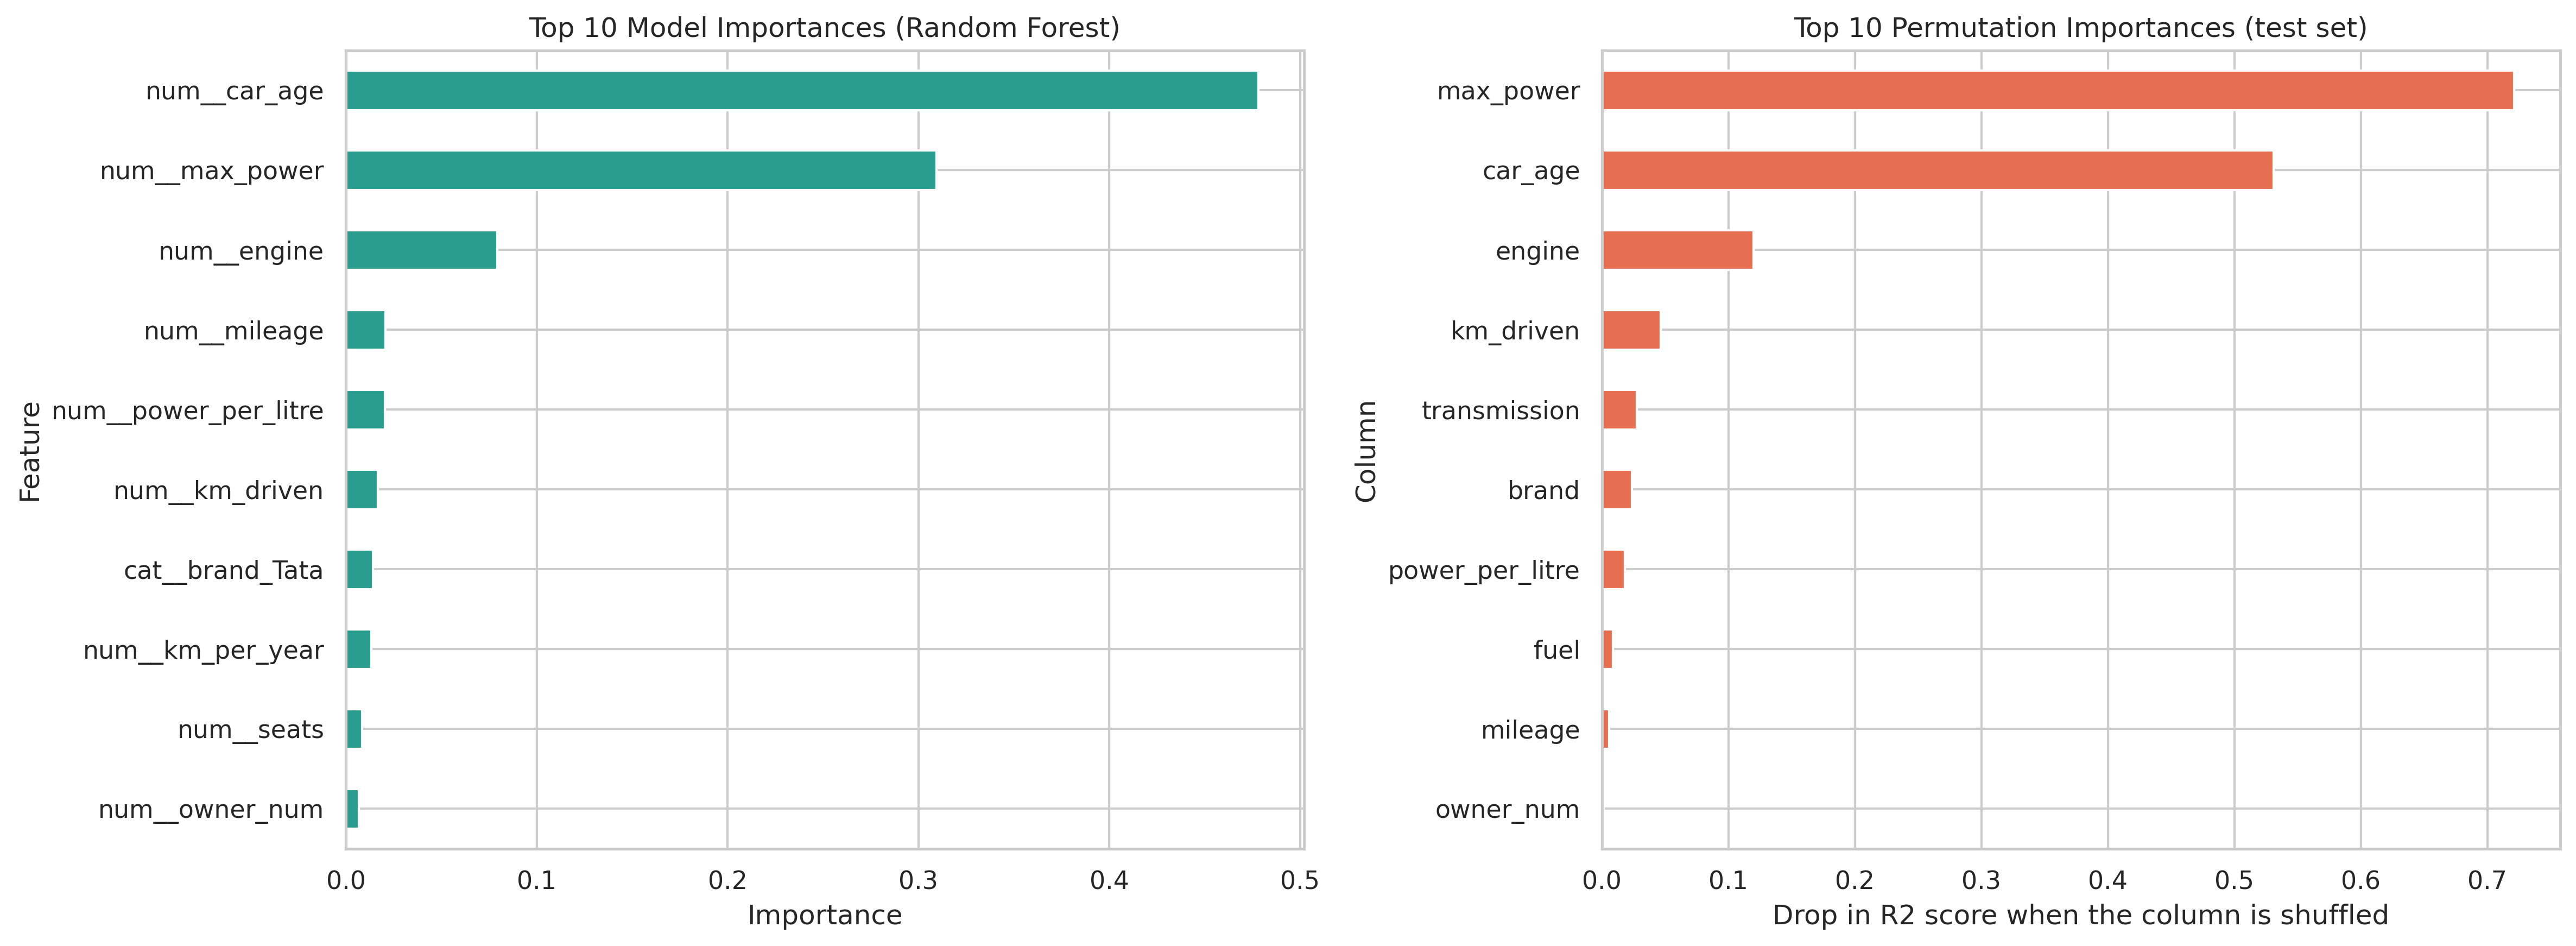 Top 10 Model Importances (Random Forest)
Feature
num__car_age
num__max_power
num__engine
num__mileage
num__power_per_litre
num__km_driven
cat__brand_Tata
num__km_per_year
num__seats
num__owner_num
0.0 0.1 0.2 0.3 0.4 0.5
Importance
Top 10 Permutation Importances (test set)
Column
max_power
car_age
engine
km_driven
transmission
brand
power_per_litre
fuel
mileage
owner_num
0.0 0.1 0.2 0.3 0.4 0.5 0.6 0.7
Drop in R2 score when the column is shuffled